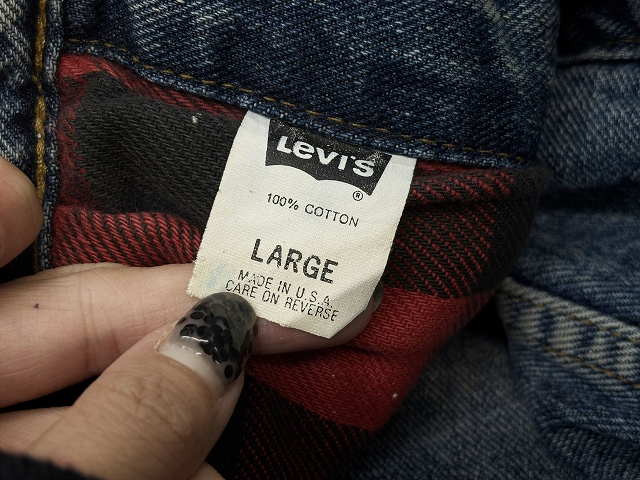 Levi's
®
100% COTTON
LARGE
MADE IN U.S.A.
CARE ON REVERSE